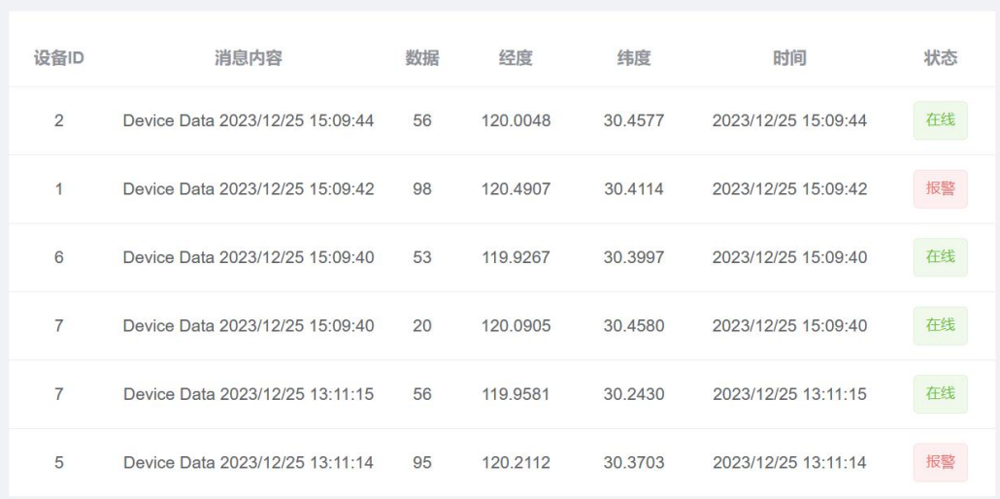 设备ID 消息内容 数据 经度 纬度 时间 状态
2 Device Data 2023/12/25 15:09:44 56 120.0048 30.4577 2023/12/25 15:09:44 在线
1 Device Data 2023/12/25 15:09:42 98 120.4907 30.4114 2023/12/25 15:09:42 报警
6 Device Data 2023/12/25 15:09:40 53 119.9267 30.3997 2023/12/25 15:09:40 在线
7 Device Data 2023/12/25 15:09:40 20 120.0905 30.4580 2023/12/25 15:09:40 在线
7 Device Data 2023/12/25 13:11:15 56 119.9581 30.2430 2023/12/25 13:11:15 在线
5 Device Data 2023/12/25 13:11:14 95 120.2112 30.3703 2023/12/25 13:11:14 报警